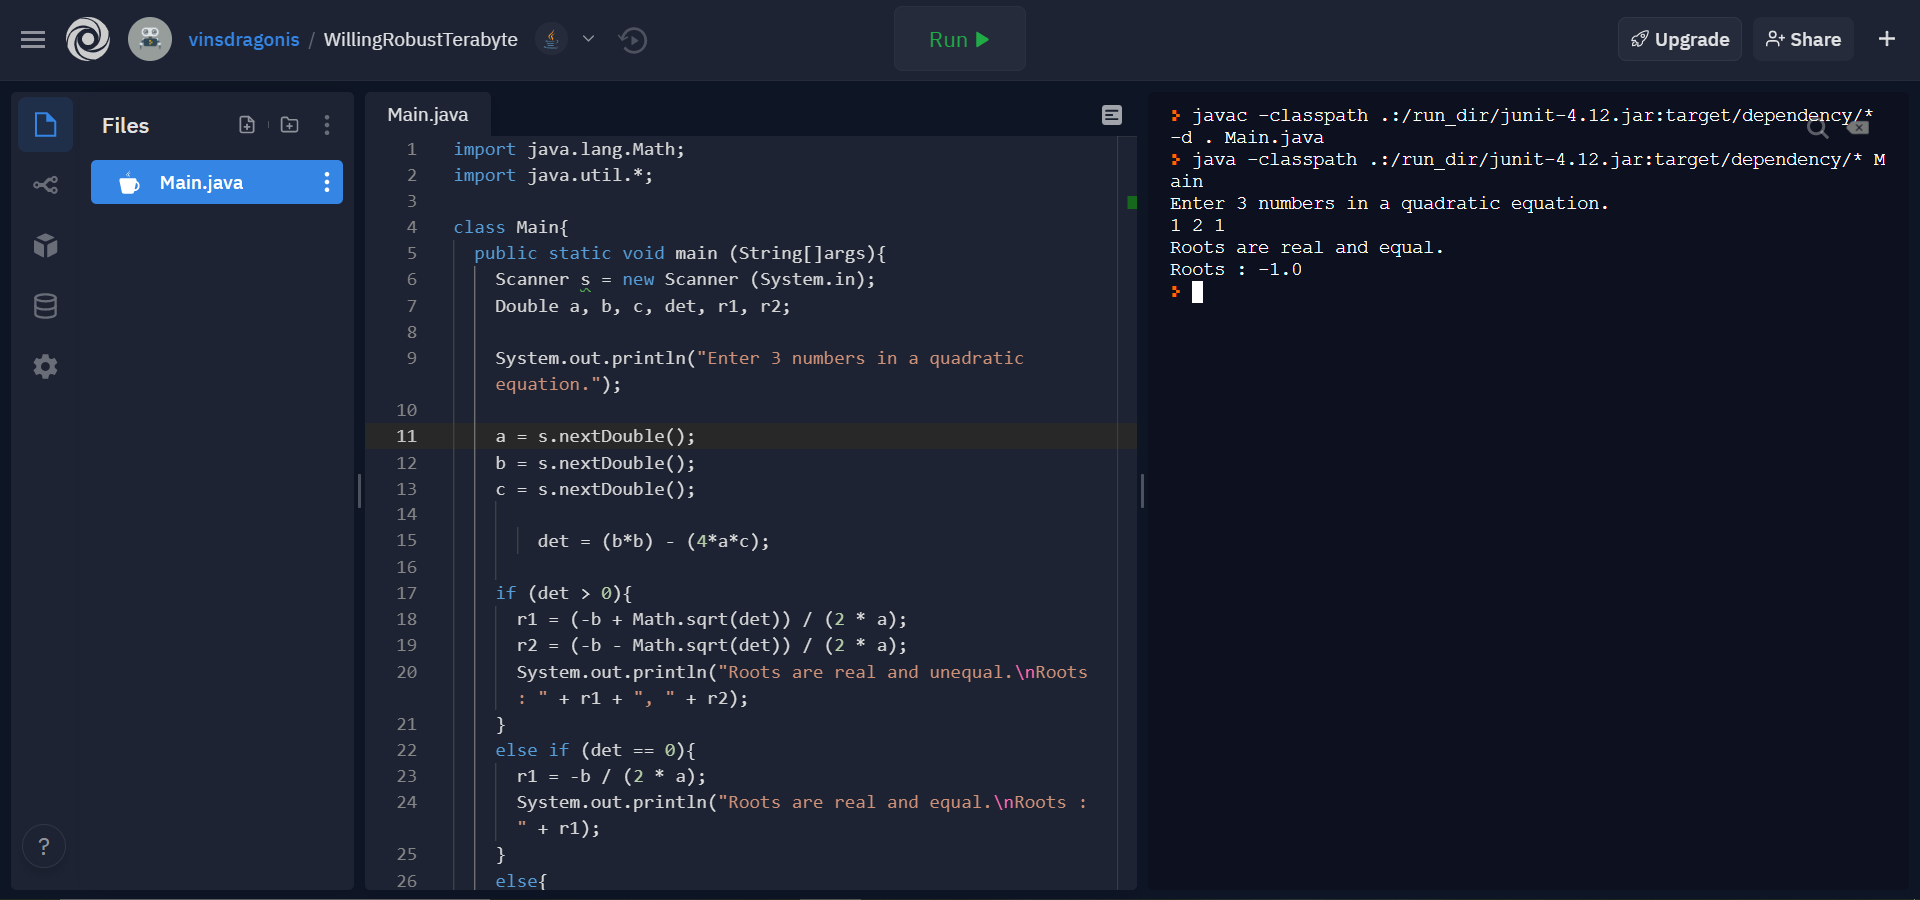 vinsdragonis / WillingRobustTerabyte
Run
Upgrade
Share
+
Files
Main.java
?
Main.java
1 import java.lang.Math;
2 import java.util.*;
3
4 class Main{
5 public static void main (String[]args){
6 Scanner s = new Scanner (System.in);
7 Double a, b, c, det, r1, r2;
8
9 System.out.println("Enter 3 numbers in a quadratic
equation.");
10
11 a = s.nextDouble();
12 b = s.nextDouble();
13 c = s.nextDouble();
14
15 det = (b*b) - (4*a*c);
16
17 if (det > 0){
18 r1 = (-b + Math.sqrt(det)) / (2 * a);
19 r2 = (-b - Math.sqrt(det)) / (2 * a);
20 System.out.println("Roots are real and unequal.\nRoots
: " + r1 + ", " + r2);
21 }
22 else if (det == 0){
23 r1 = -b / (2 * a);
24 System.out.println("Roots are real and equal.\nRoots :
" + r1);
25 }
26 else{
javac -classpath .:/run_dir/junit-4.12.jar:target/dependency/*
-d . Main.java
java -classpath .:/run_dir/junit-4.12.jar:target/dependency/* M
ain
Enter 3 numbers in a quadratic equation.
1 2 1
Roots are real and equal.
Roots : -1.0